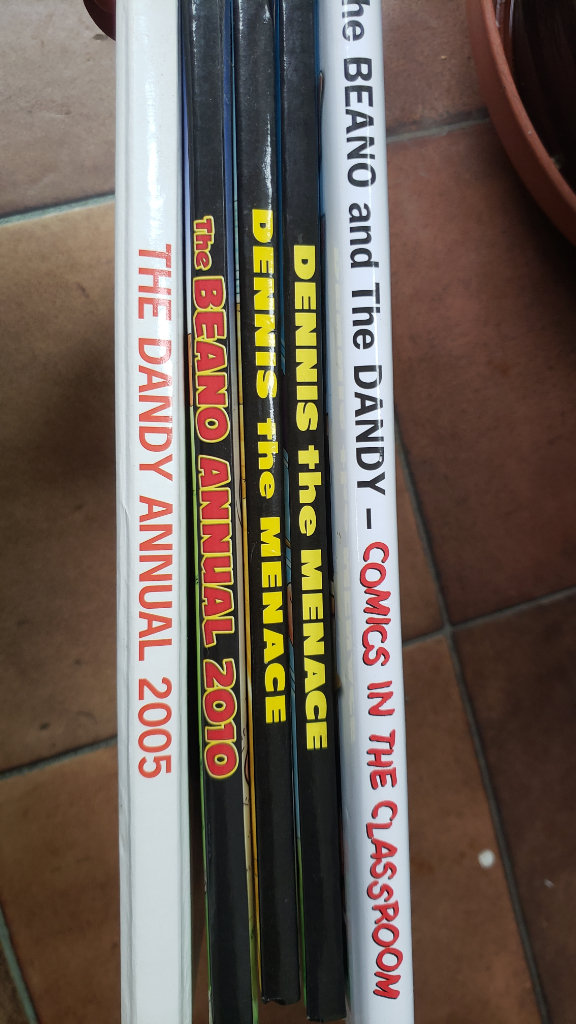 THE DANDY ANNUAL 2005
The BEANO ANNUAL 2010
DENNIS the MENACE
DENNIS the MENACE
he BEANO and The DANDY – COMICS IN THE CLASSROOM